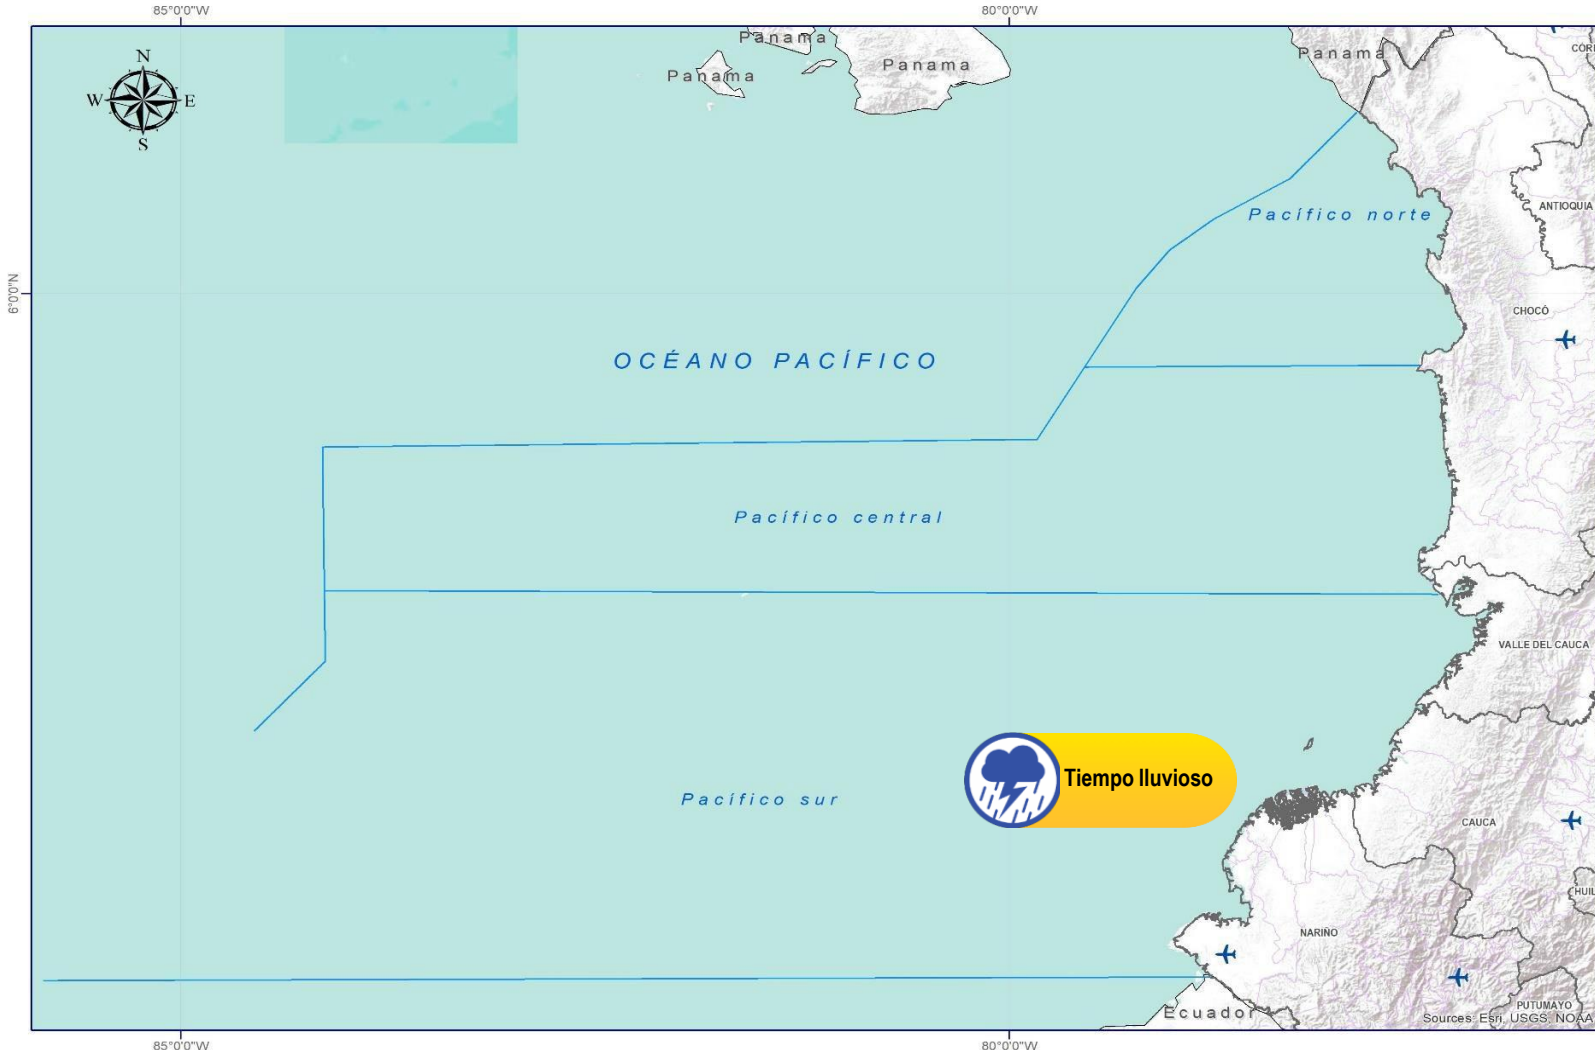 85°0'0"W
80°0'0"W
N
W
E
S
Panama
Panama
Panama
Panama
ANTIOQUIA
Pacífico norte
6°0'0"N
CHOCÓ
OCÉANO PACÍFICO
Pacífico central
VALLE DEL CAUCA
Tiempo lluvioso
Pacífico sur
CAUCA
HUIL
NARIÑO
PUTUMAYO
Ecuador
Sources: Esri, USGS, NOAA
85°0'0"W
80°0'0"W